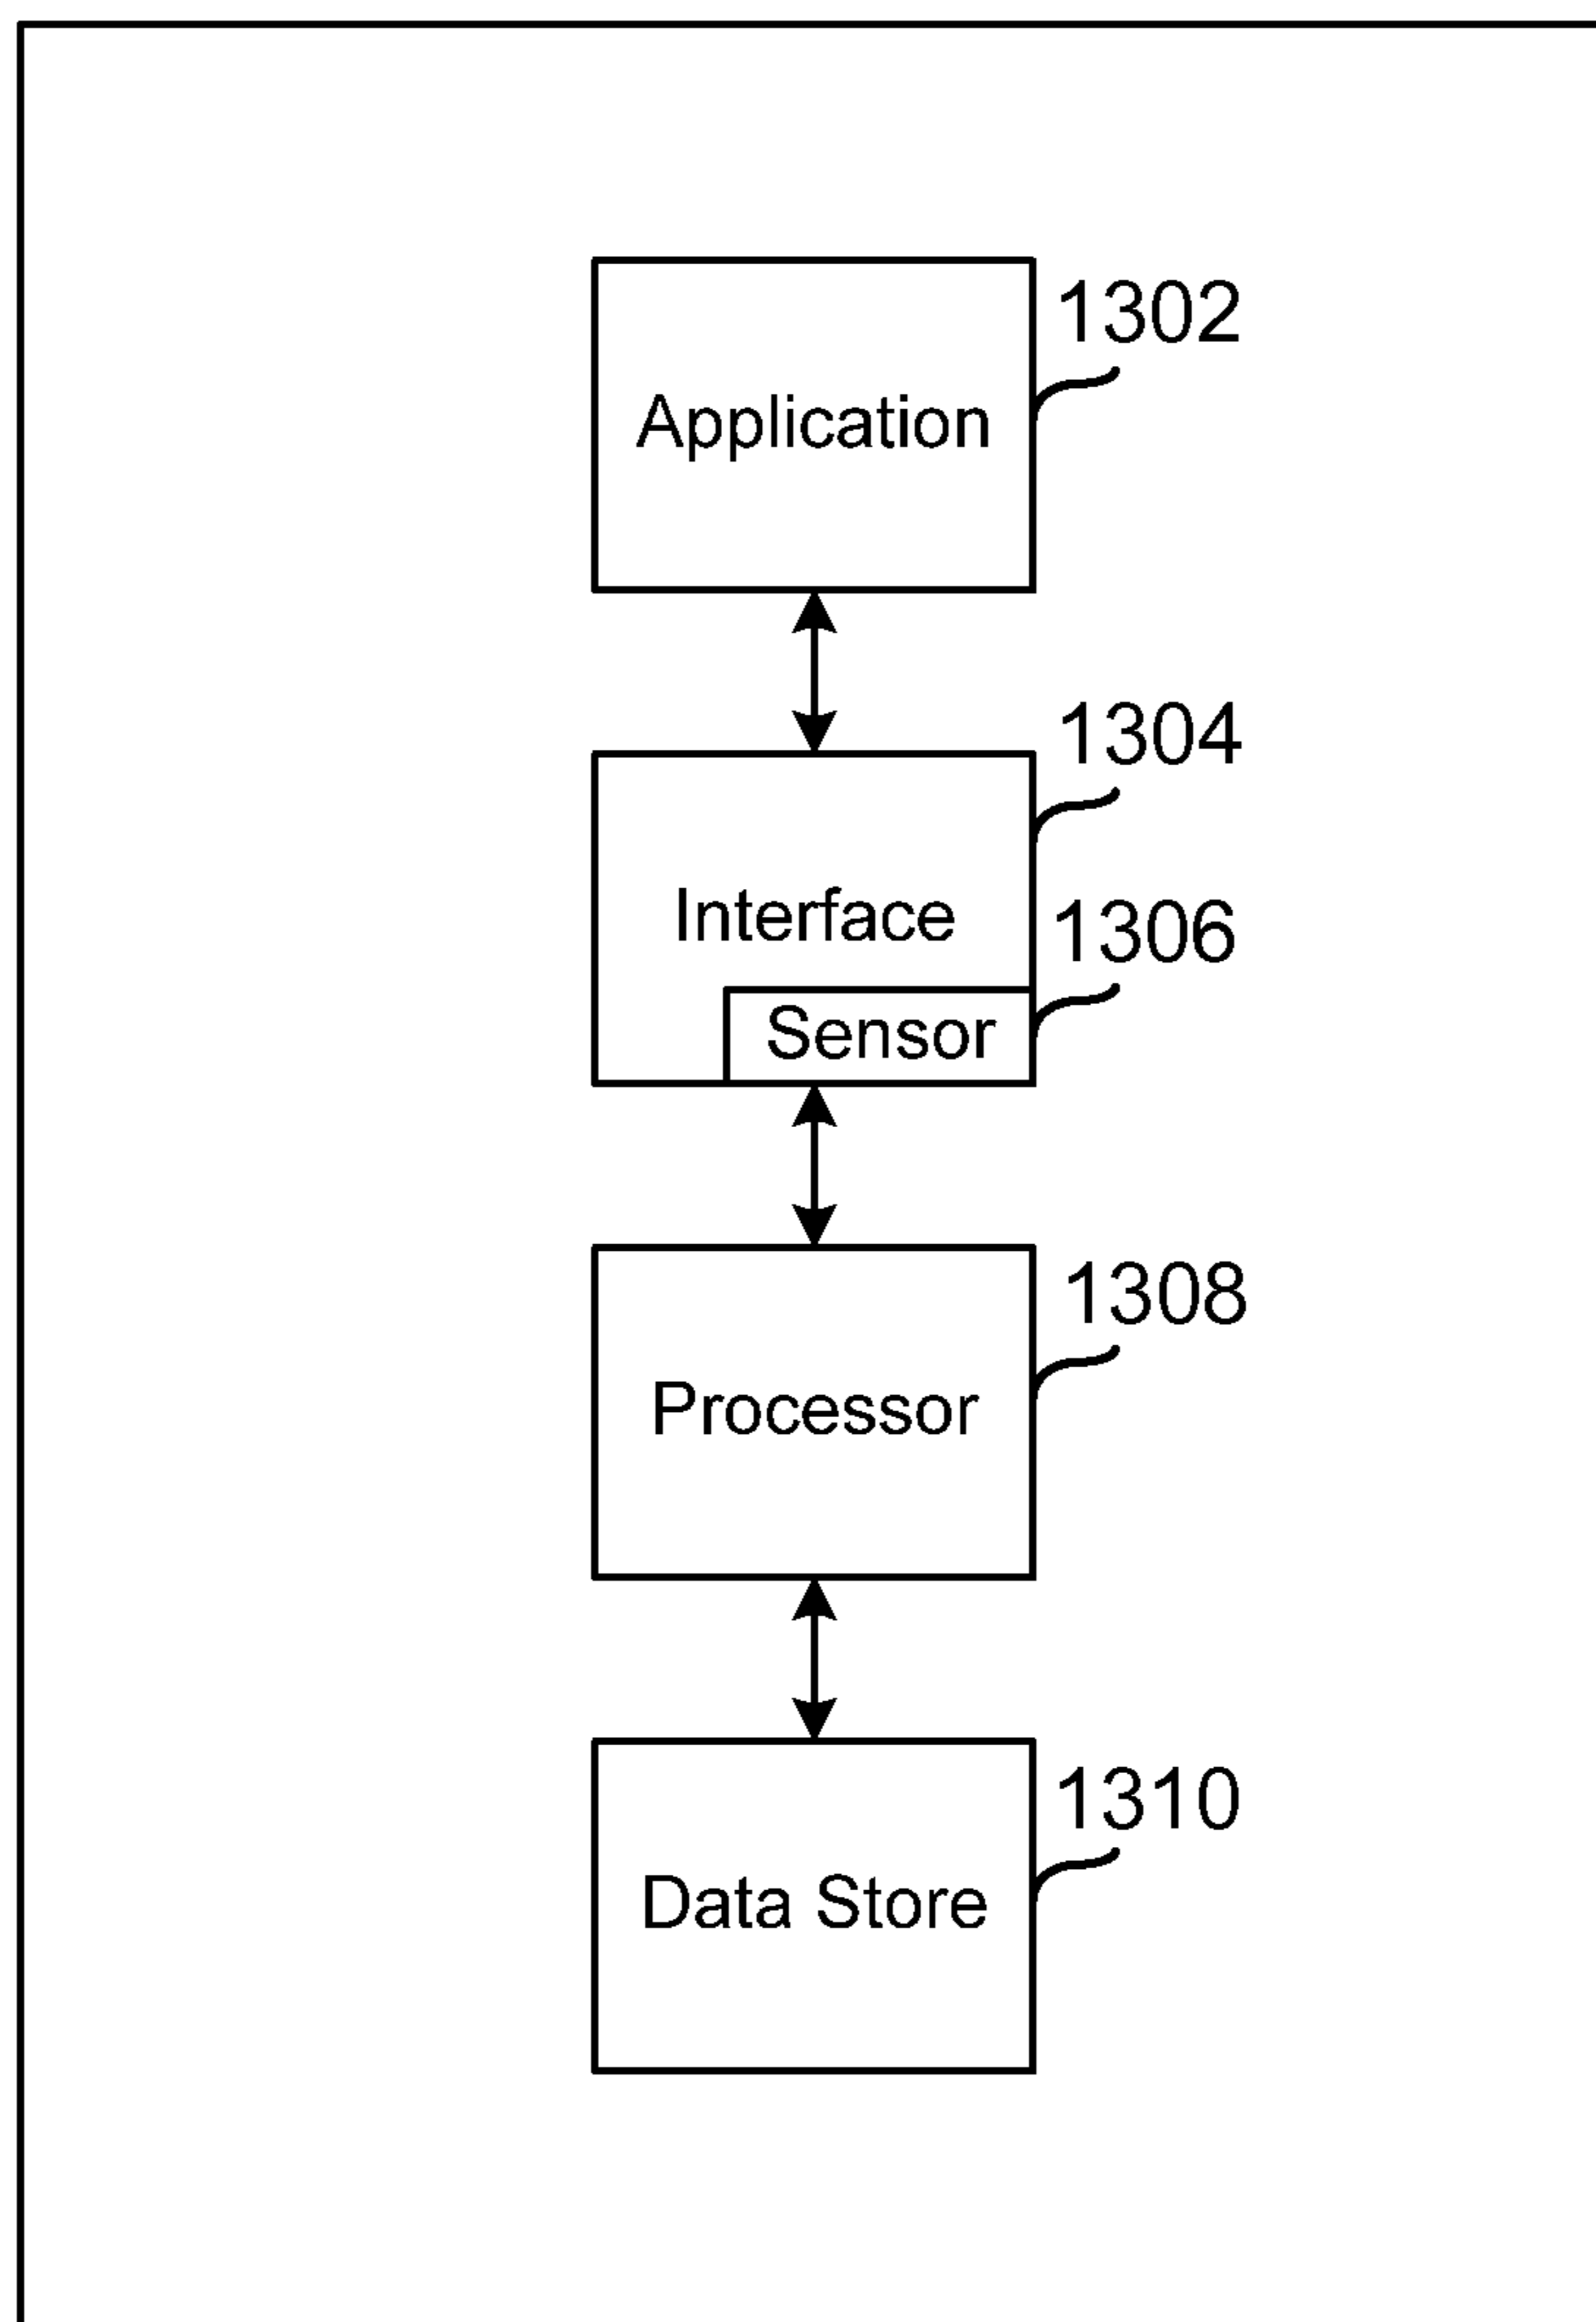 1302
Application
1304
Interface
1306
Sensor
1308
Processor
1310
Data Store